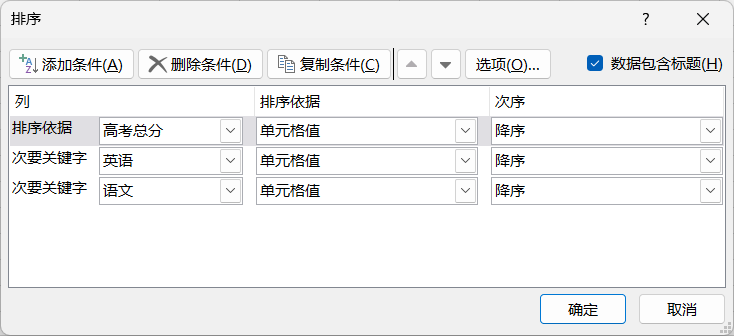 排序 ?
添加条件(A) 删除条件(D) 复制条件(C) 选项(O)... 数据包含标题(H)
列 排序依据 次序
排序依据 高考总分 单元格值 降序
次要关键字 英语 单元格值 降序
次要关键字 语文 单元格值 降序
确定 取消